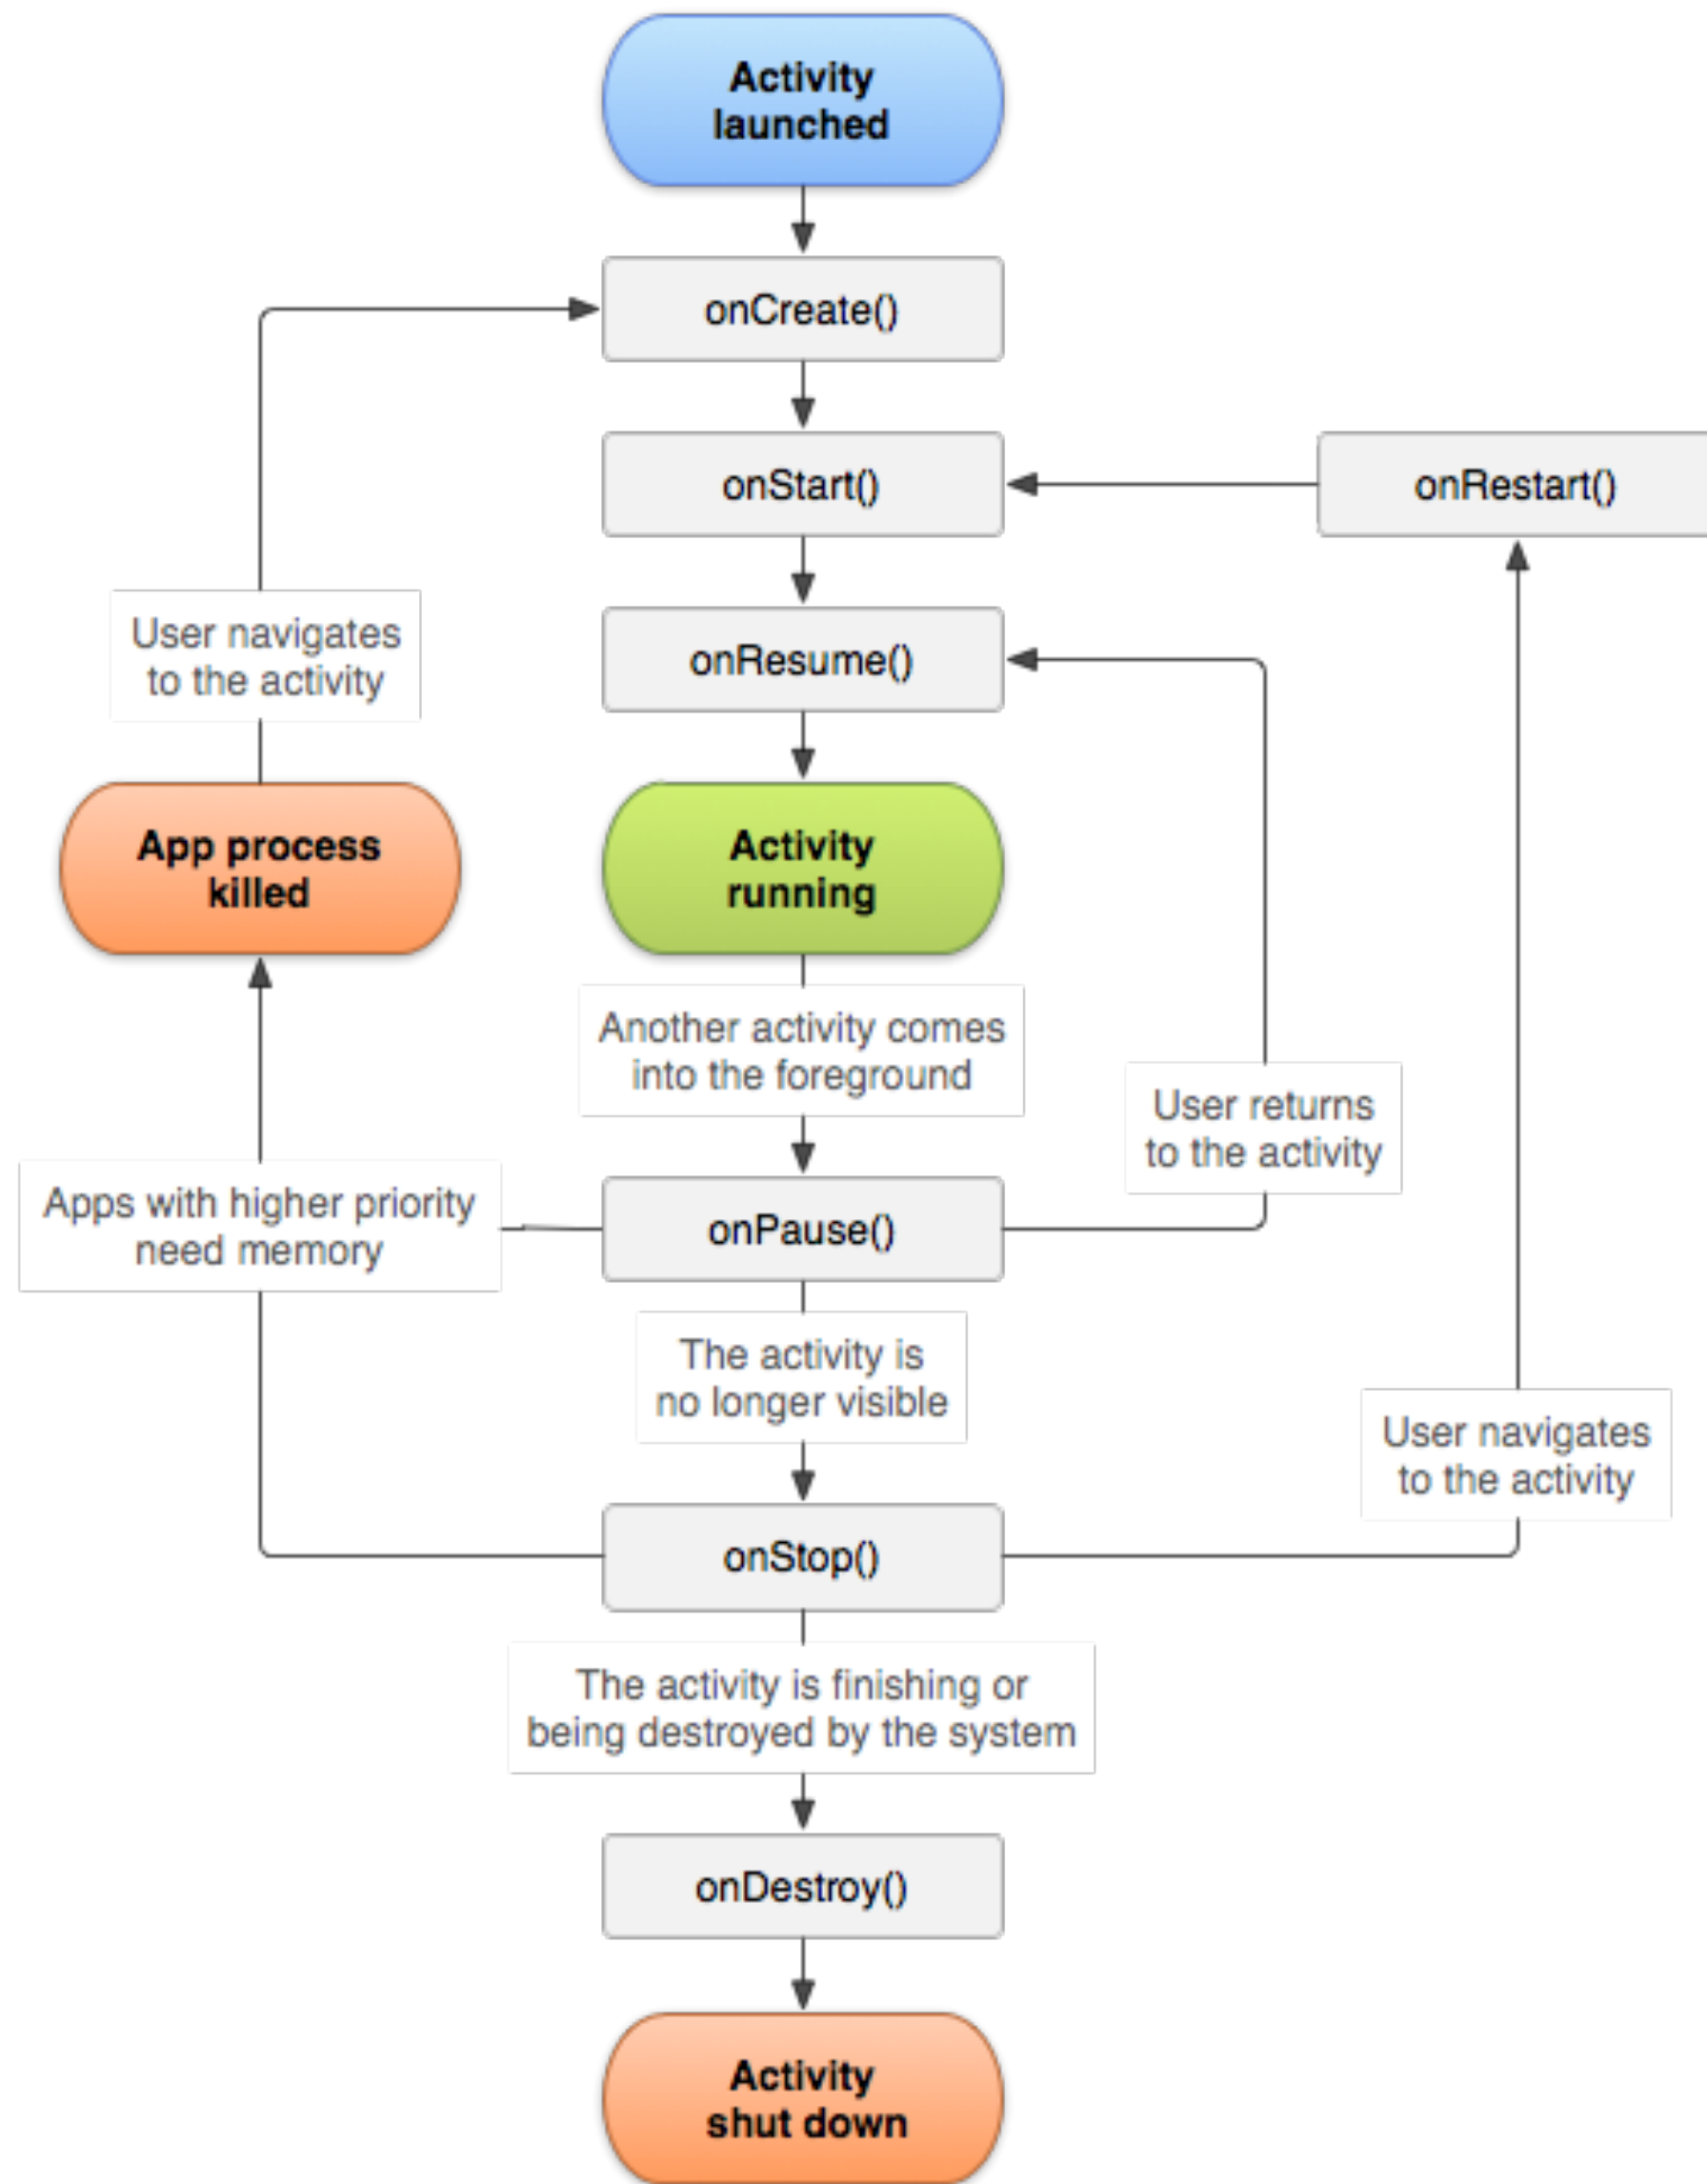 Activity
launched
onCreate()
onStart()
onRestart()
User navigates
to the activity
onResume()
App process
killed
Activity
running
Another activity comes
into the foreground
User returns
to the activity
Apps with higher priority
need memory
onPause()
The activity is
no longer visible
User navigates
to the activity
onStop()
The activity is finishing or
being destroyed by the system
onDestroy()
Activity
shut down